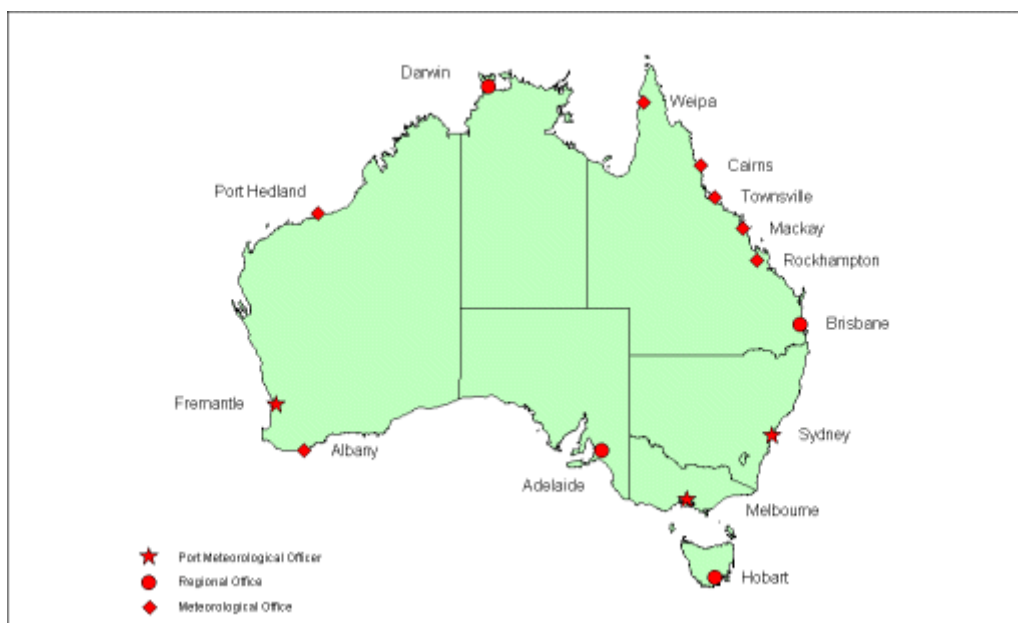 Darwin
Weipa
Cairns
Port Hedland
Townsville
Mackay
Rockhampton
Brisbane
Fremantle
Sydney
Albany
Adelaide
Melbourne
Port Meteorological Officer
Regional Office
Hobart
Meteorological Office